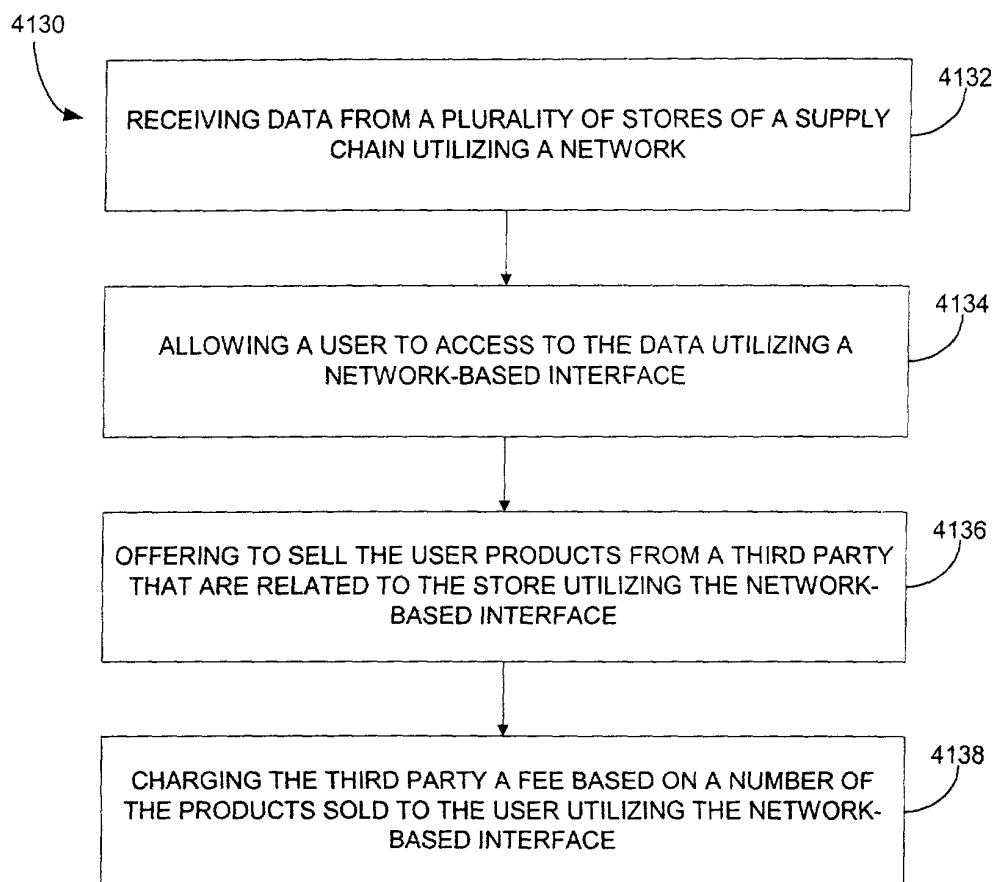 4130
4132
RECEIVING DATA FROM A PLURALITY OF STORES OF A SUPPLY
CHAIN UTILIZING A NETWORK
4134
ALLOWING A USER TO ACCESS TO THE DATA UTILIZING A
NETWORK-BASED INTERFACE
4136
OFFERING TO SELL THE USER PRODUCTS FROM A THIRD PARTY
THAT ARE RELATED TO THE STORE UTILIZING THE NETWORK-
BASED INTERFACE
4138
CHARGING THE THIRD PARTY A FEE BASED ON A NUMBER OF
THE PRODUCTS SOLD TO THE USER UTILIZING THE NETWORK-
BASED INTERFACE